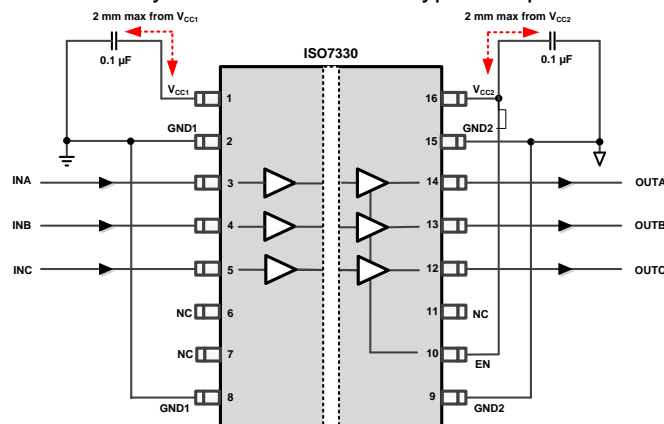 2 mm max from VCC1
2 mm max from VCC2
0.1 µF
0.1 µF
ISO7330
VCC1
1
16
VCC2
GND1
2
15
GND2
INA
3
14
OUTA
INB
4
13
OUTB
INC
5
12
OUTC
NC
6
11
NC
NC
7
10
EN
GND1
8
9
GND2